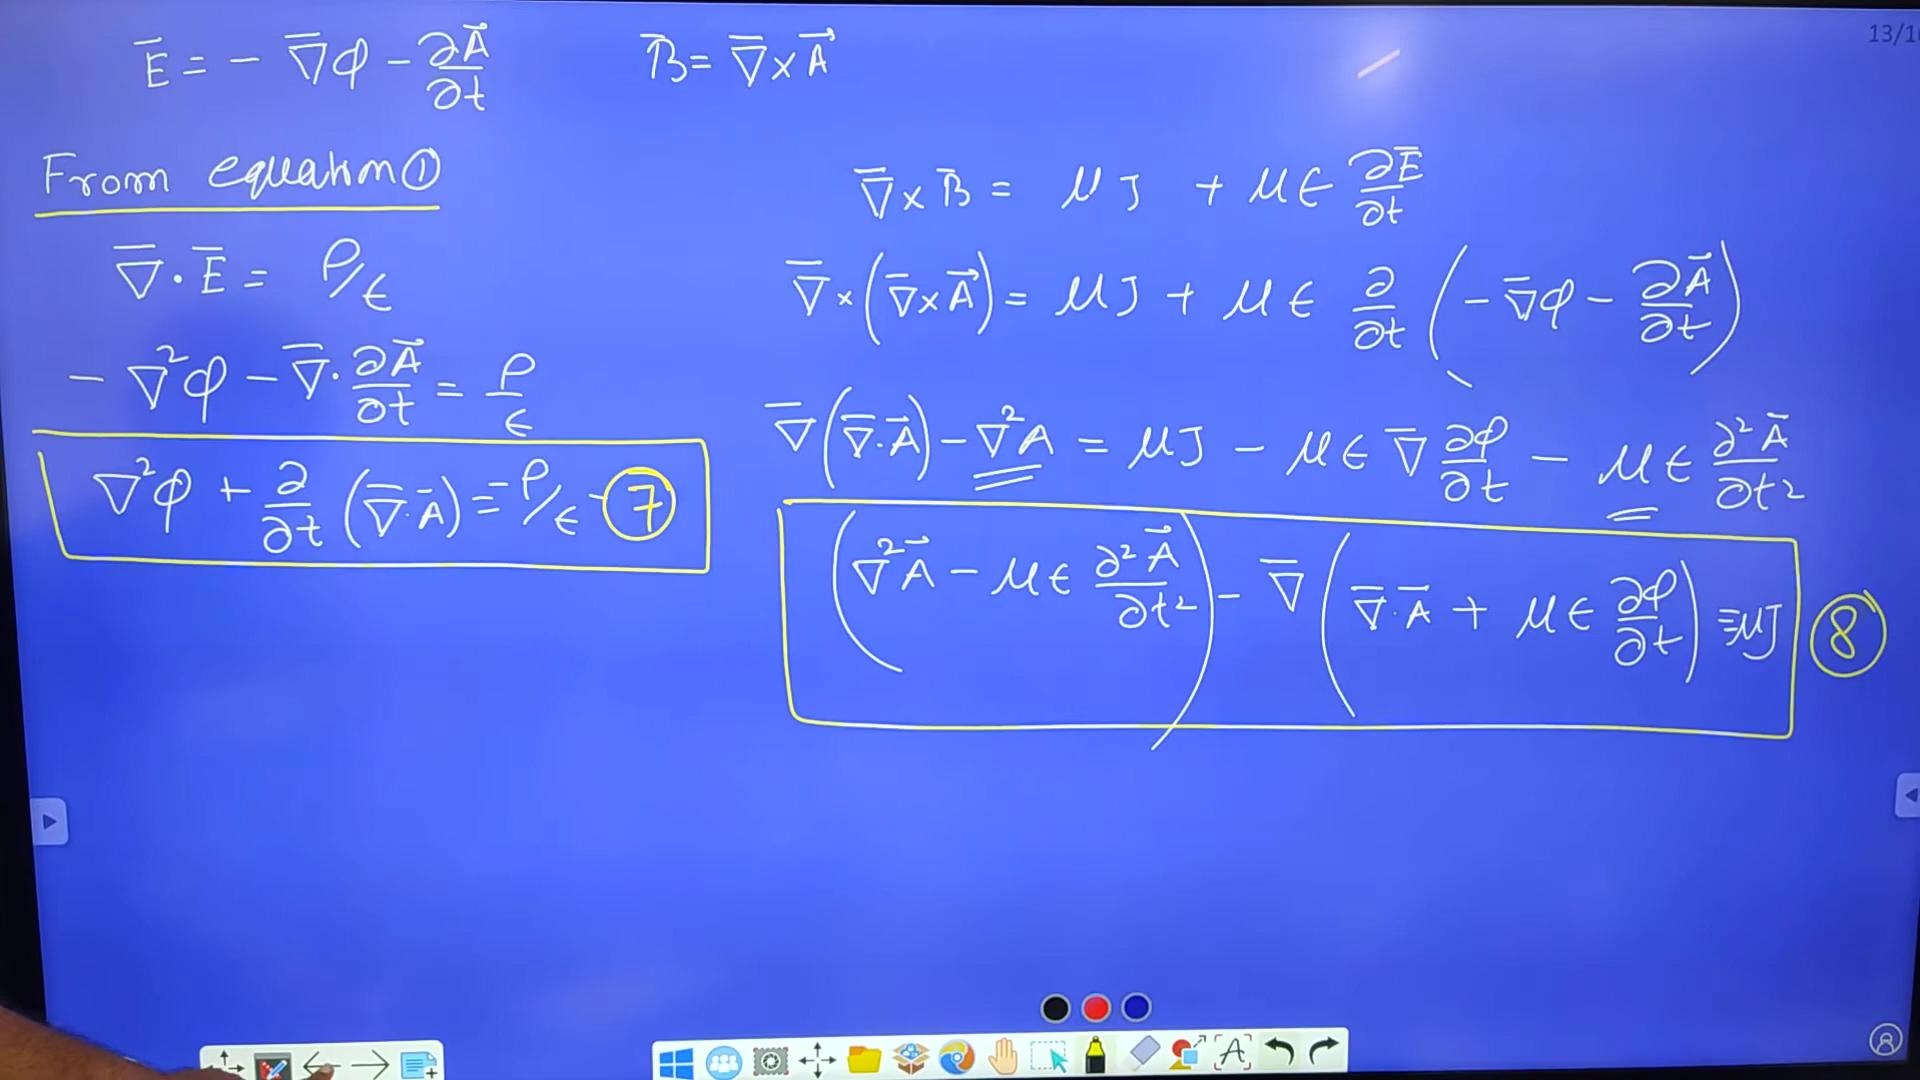 13/1
E̅ = - ∇̅φ - ∂A⃗/∂t    B̅ = ∇̅ × A⃗
From equation ①
∇̅ · E̅ = ρ/ϵ
- ∇²φ - ∇̅ · ∂A⃗/∂t = ρ/ϵ
∇²φ + ∂/∂t (∇̅ · A̅) = -ρ/ϵ - ⑦
∇̅ × B̅ = μJ + μϵ ∂E̅/∂t
∇̅ × (∇̅ × A⃗) = μJ + μϵ ∂/∂t (- ∇̅φ - ∂A̅/∂t)
∇̅ (∇̅ · A̅) - ∇²A = μJ - μϵ ∇̅ ∂φ/∂t - μϵ ∂²A̅/∂t²
(∇²A⃗ - μϵ ∂²A⃗/∂t²) - ∇̅ (∇̅ · A̅ + μϵ ∂φ/∂t) = -μJ ⑧
A